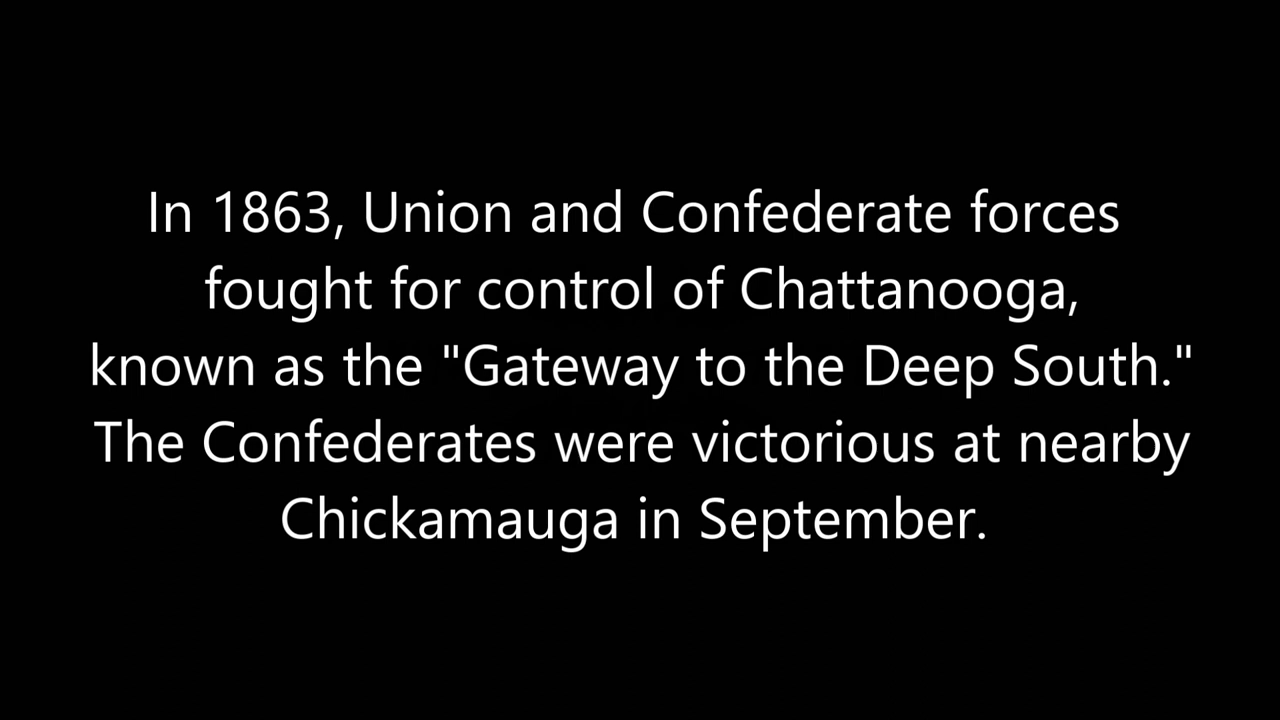 In 1863, Union and Confederate forces
fought for control of Chattanooga,
known as the "Gateway to the Deep South."
The Confederates were victorious at nearby
Chickamauga in September.